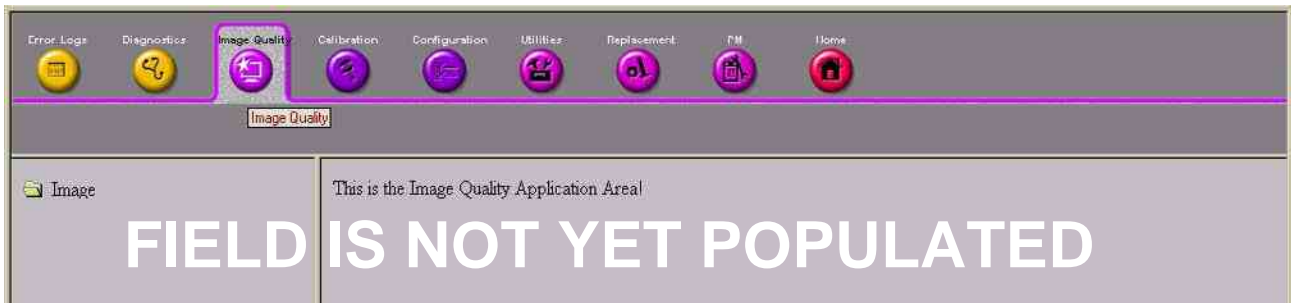 Error Logs Diagnostics Image Quality Calibration Configuration Utilities Replacement PM Home
Image Quality
Image
This is the Image Quality Application Area!
FIELD IS NOT YET POPULATED